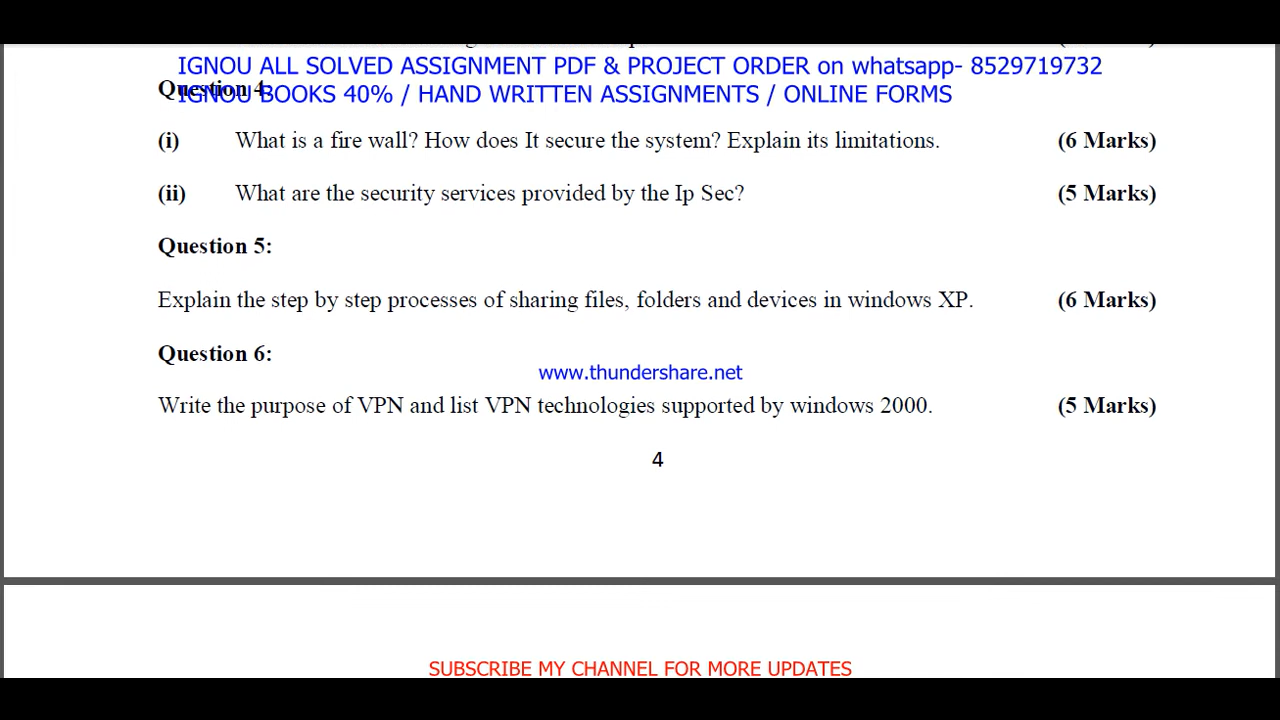 IGNOU ALL SOLVED ASSIGNMENT PDF & PROJECT ORDER on whatsapp- 8529719732
Question 4:
IGNOU BOOKS 40% / HAND WRITTEN ASSIGNMENTS / ONLINE FORMS
(i) What is a fire wall? How does It secure the system? Explain its limitations. (6 Marks)
(ii) What are the security services provided by the Ip Sec? (5 Marks)
Question 5:
Explain the step by step processes of sharing files, folders and devices in windows XP. (6 Marks)
Question 6:
www.thundershare.net
Write the purpose of VPN and list VPN technologies supported by windows 2000. (5 Marks)
4
SUBSCRIBE MY CHANNEL FOR MORE UPDATES